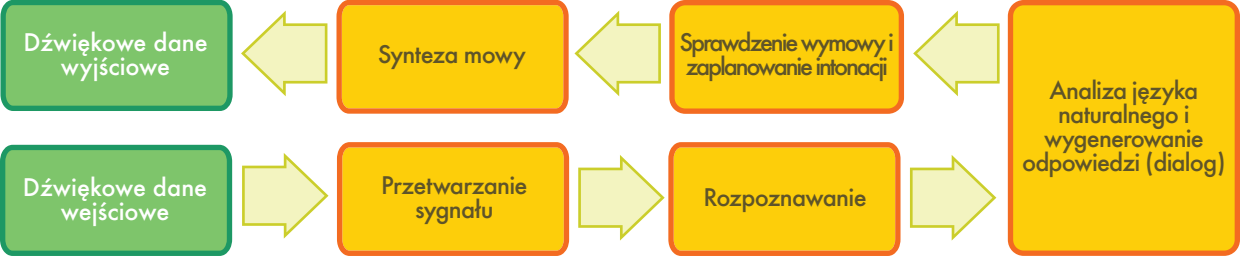 Dźwiękowe dane
wyjściowe
Synteza mowy
Sprawdzenie wymowy i
zaplanowanie intonacji
Analiza języka
naturalnego i
wygenerowanie
odpowiedzi (dialog)
Dźwiękowe dane
wejściowe
Przetwarzanie
sygnału
Rozpoznawanie